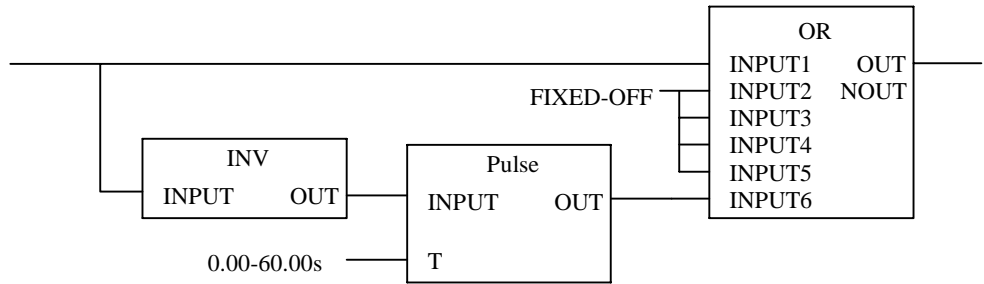 OR
INPUT1 OUT
FIXED-OFF INPUT2 NOUT
INPUT3
INPUT4
INPUT5
INPUT6
INV
INPUT OUT
Pulse
INPUT OUT
0.00-60.00s T